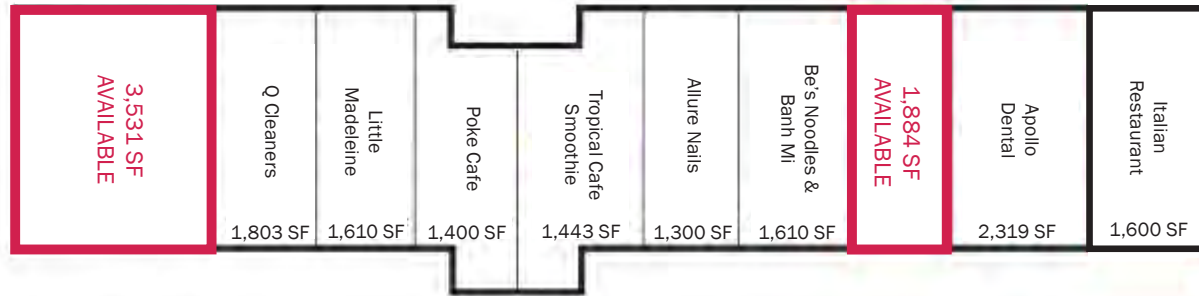 3,531 SF
AVAILABLE
Q Cleaners
1,803 SF
Little
Madeleine
1,610 SF
Poke Cafe
1,400 SF
Tropical Cafe
Smoothie
1,443 SF
Allure Nails
1,300 SF
Be's Noodles &
Banh Mi
1,610 SF
1,884 SF
AVAILABLE
Apollo
Dental
2,319 SF
Italian
Restaurant
1,600 SF